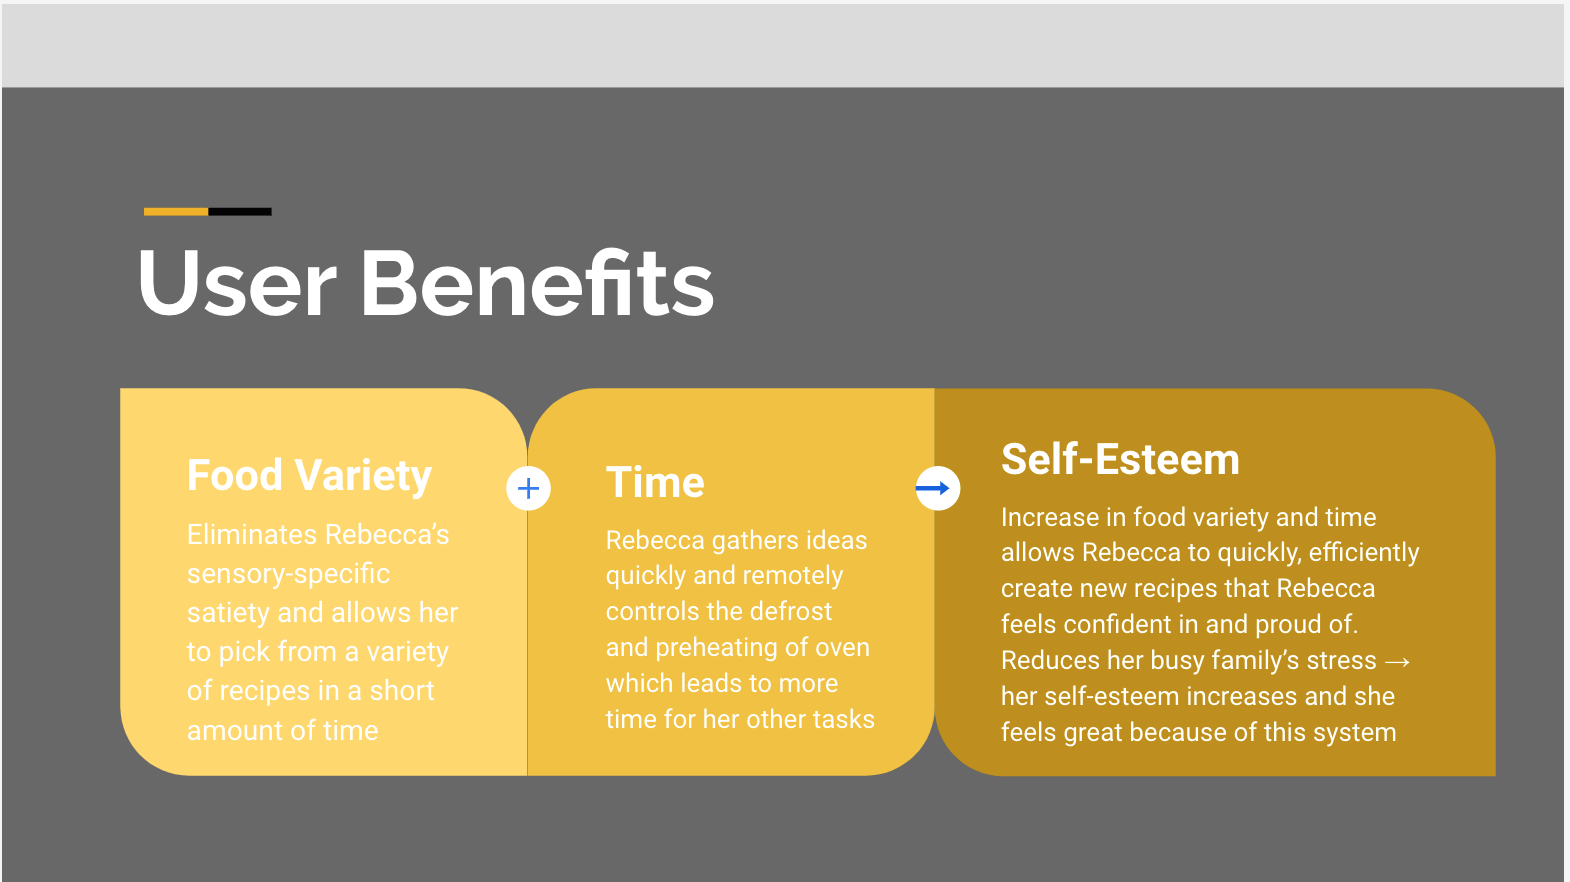 User Benefits
Food Variety
Eliminates Rebecca’s
sensory-specific
satiety and allows her
to pick from a variety
of recipes in a short
amount of time
Time
Rebecca gathers ideas
quickly and remotely
controls the defrost
and preheating of oven
which leads to more
time for her other tasks
Self-Esteem
Increase in food variety and time
allows Rebecca to quickly, efficiently
create new recipes that Rebecca
feels confident in and proud of.
Reduces her busy family’s stress →
her self-esteem increases and she
feels great because of this system